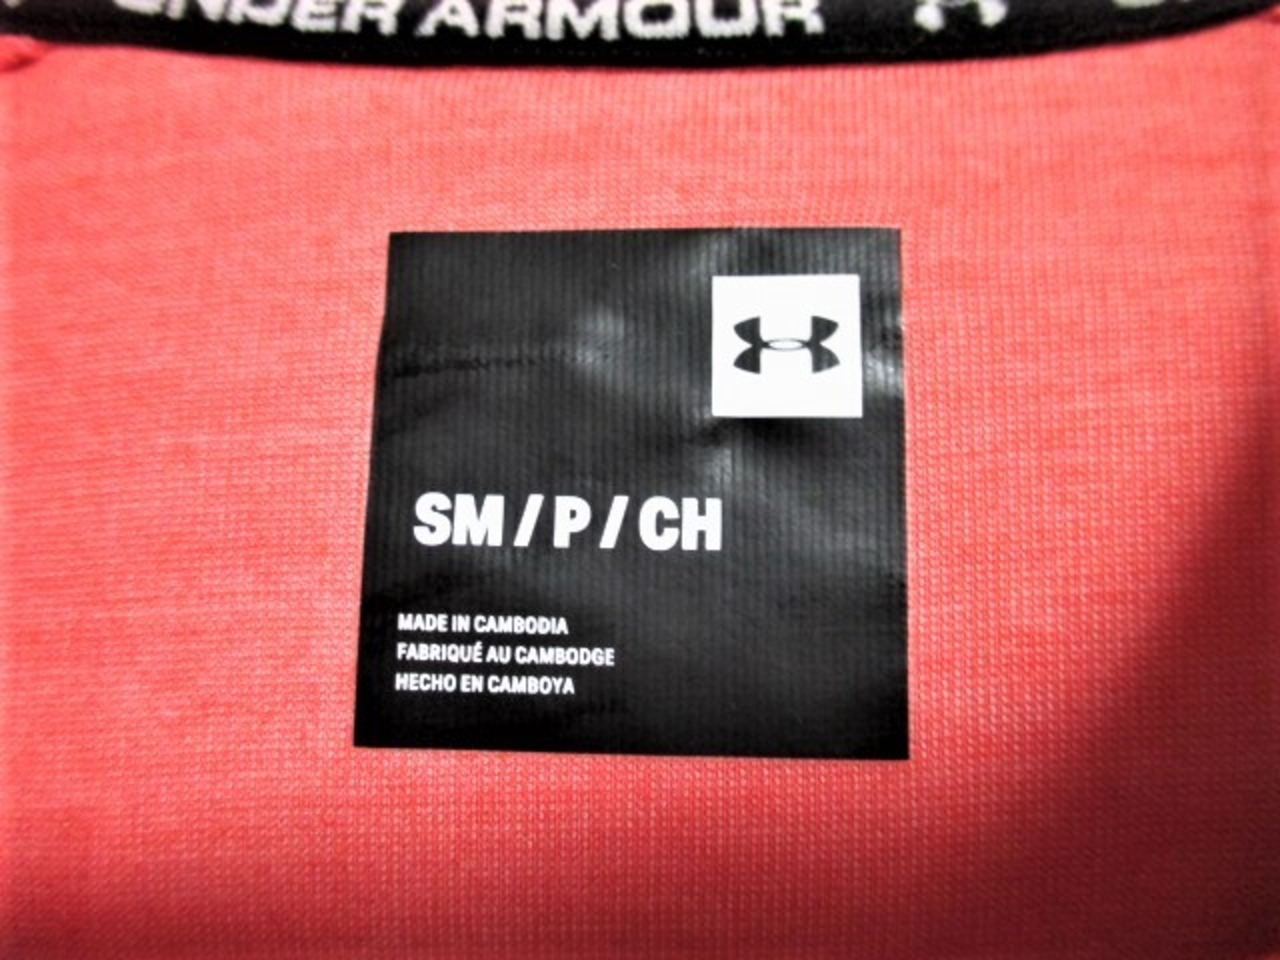 UNDER ARMOUR
SM / P / CH
MADE IN CAMBODIA
FABRIQUÉ AU CAMBODGE
HECHO EN CAMBOYA